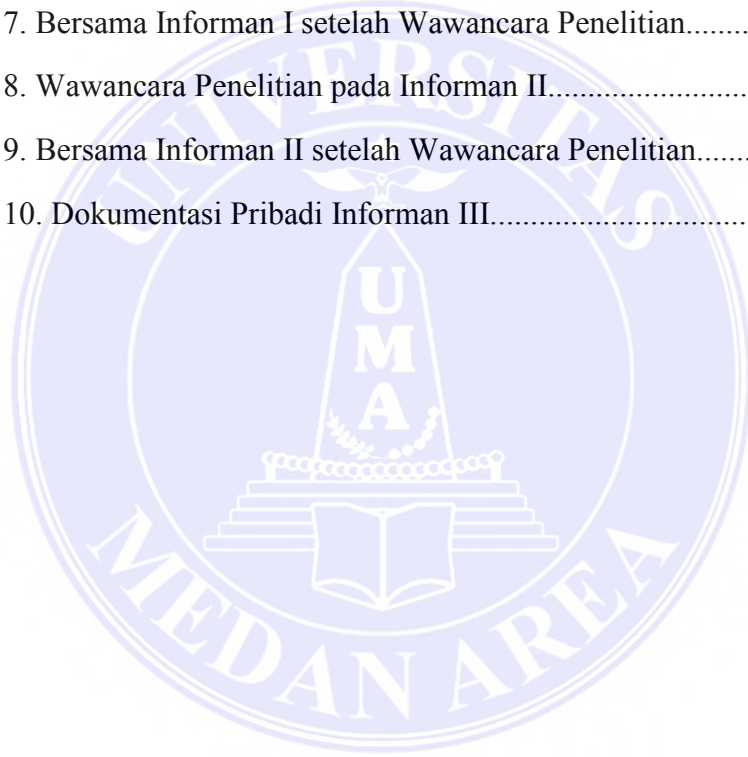 7. Bersama Informan I setelah Wawancara Penelitian........
8. Wawancara Penelitian pada Informan II..............................
9. Bersama Informan II setelah Wawancara Penelitian........
10. Dokumentasi Pribadi Informan III.......................................
UNIVERSITAS
U
M
A
MEDAN AREA